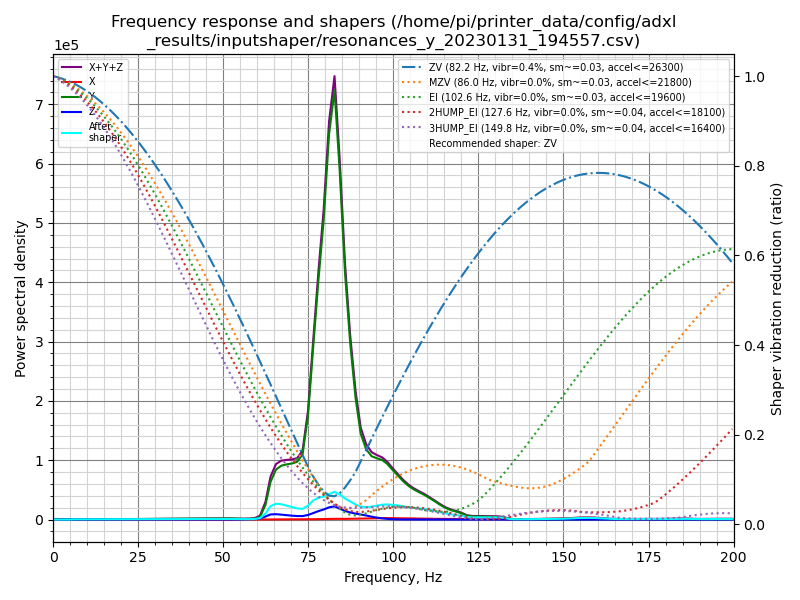 Frequency response and shapers (/home/pi/printer_data/config/adxl
_results/inputshaper/resonances_y_20230131_194557.csv)
1e5
X+Y+Z
X
Y
Z
After
shaper
ZV (82.2 Hz, vibr=0.4%, sm~=0.03, accel<=26300)
MZV (86.0 Hz, vibr=0.0%, sm~=0.03, accel<=21800)
EI (102.6 Hz, vibr=0.0%, sm~=0.03, accel<=19600)
2HUMP_EI (127.6 Hz, vibr=0.0%, sm~=0.04, accel<=18100)
3HUMP_EI (149.8 Hz, vibr=0.0%, sm~=0.04, accel<=16400)
Recommended shaper: ZV
Power spectral density
7
6
5
4
3
2
1
0
1.0
0.8
0.6
0.4
0.2
0.0
Shaper vibration reduction (ratio)
0 25 50 75 100 125 150 175 200
Frequency, Hz